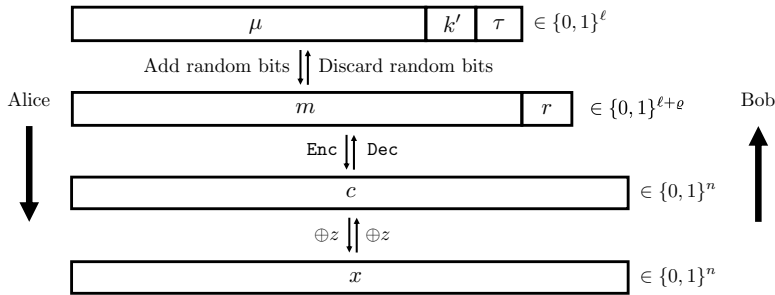 μ k′ τ ∈ {0, 1}^ℓ
Add random bits Discard random bits
Alice m r ∈ {0, 1}^{ℓ+ϱ} Bob
Enc Dec
c ∈ {0, 1}^n
⊕z ⊕z
x ∈ {0, 1}^n